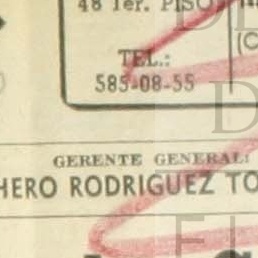 48 1er. PISO
TEL.:
585-08-55
GERENTE GENERAL:
HERO RODRIGUEZ TO